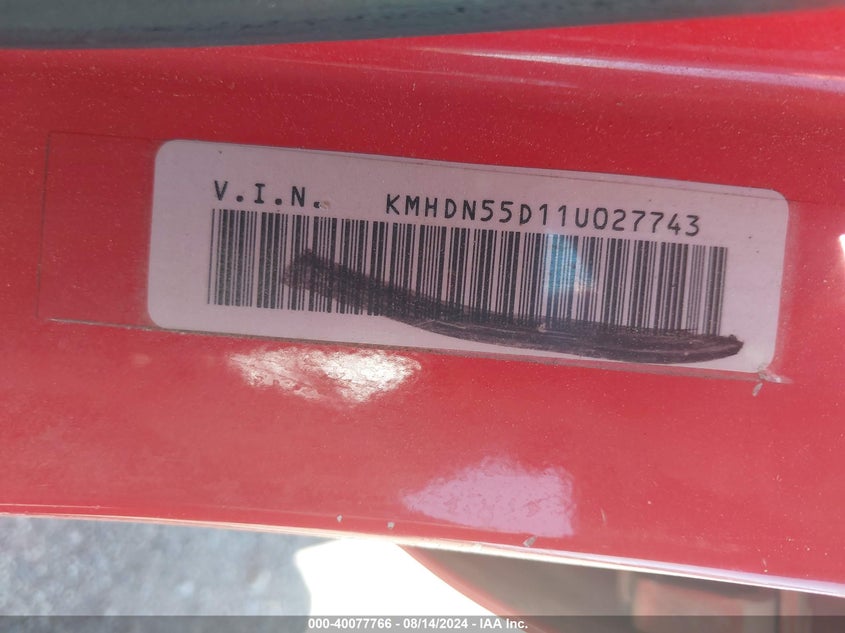 V.I.N. KMHDN55D11U027743
000-40077766 - 08/14/2024 - IAA Inc.